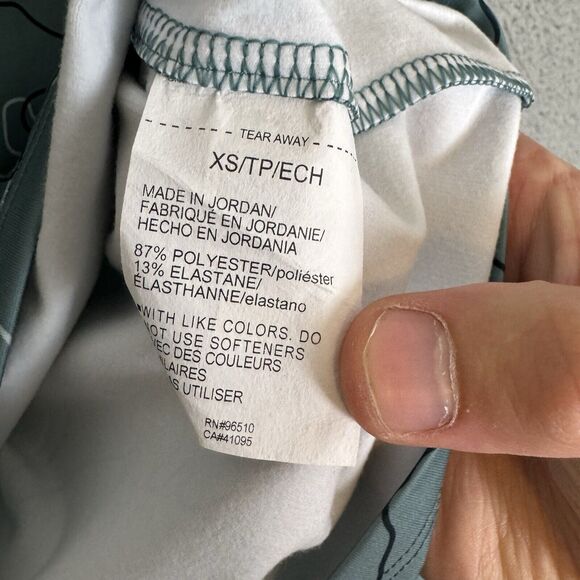 TEAR AWAY
XS/TP/ECH
MADE IN JORDAN/
FABRIQUÉ EN JORDANIE/
HECHO EN JORDANIA
87% POLYESTER/poliéster
13% ELASTANE/
ÉLASTHANNE/elastano
WITH LIKE COLORS. DO
NOT USE SOFTENERS
DES COULEURS
UTILISER
RN#96510
CA#41095